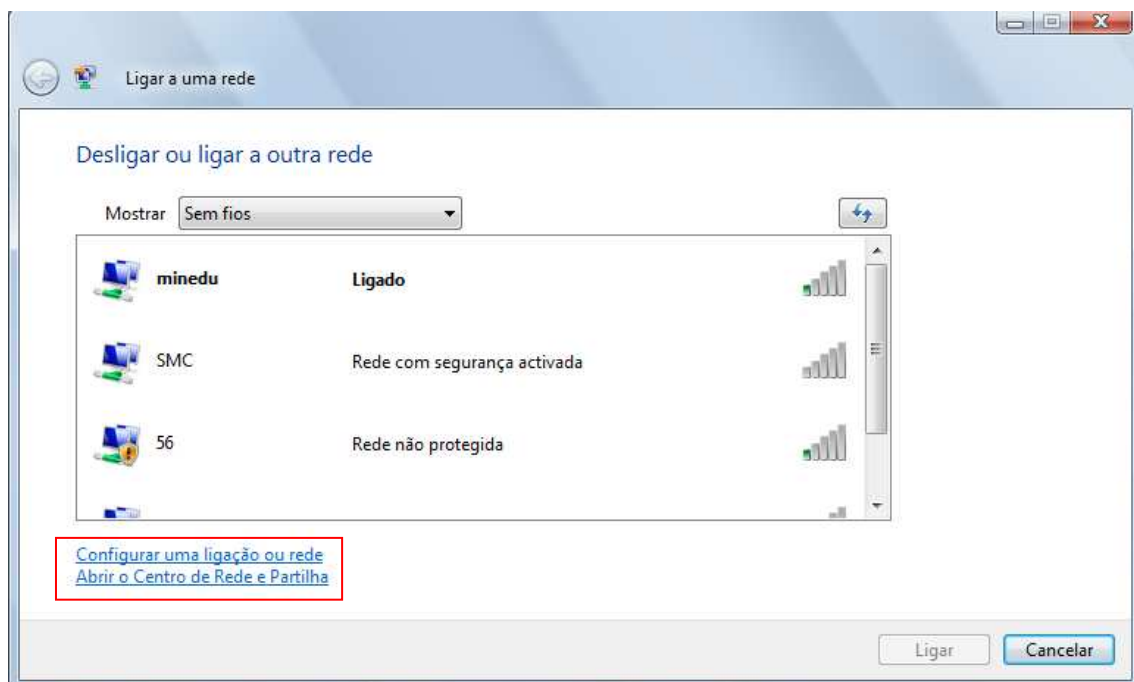 Ligar a uma rede
Desligar ou ligar a outra rede
Mostrar Sem fios
minedu Ligado
SMC Rede com segurança activada
56 Rede não protegida
Configurar uma ligação ou rede
Abrir o Centro de Rede e Partilha
Ligar Cancelar